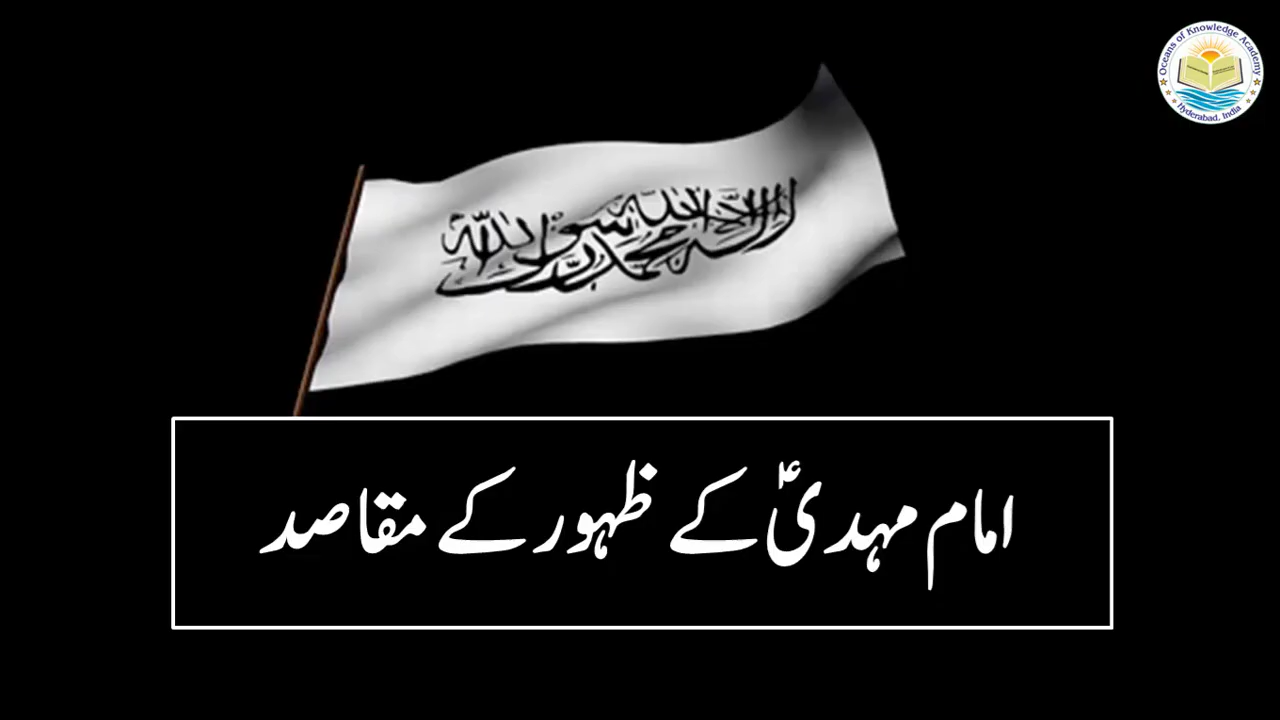 Oceans of Knowledge Academy
Hyderabad, India
لا إله إلا الله محمد رسول الله
امام مہدیؑ کے ظہور کے مقاصد